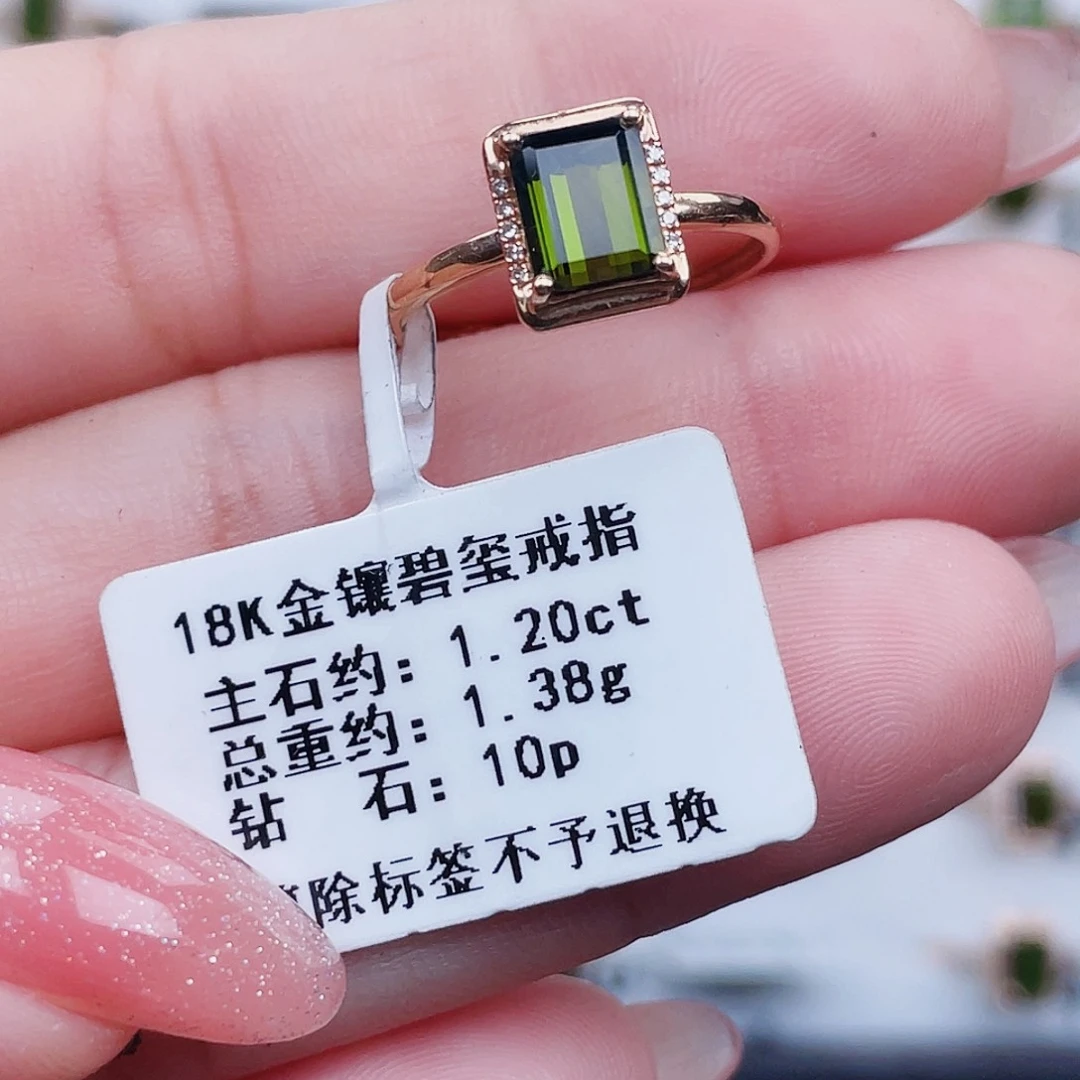 18K金镶碧玺戒指
主石约: 1.20ct
总重约: 1.38g
钻 石: 10p
除标签不予退换